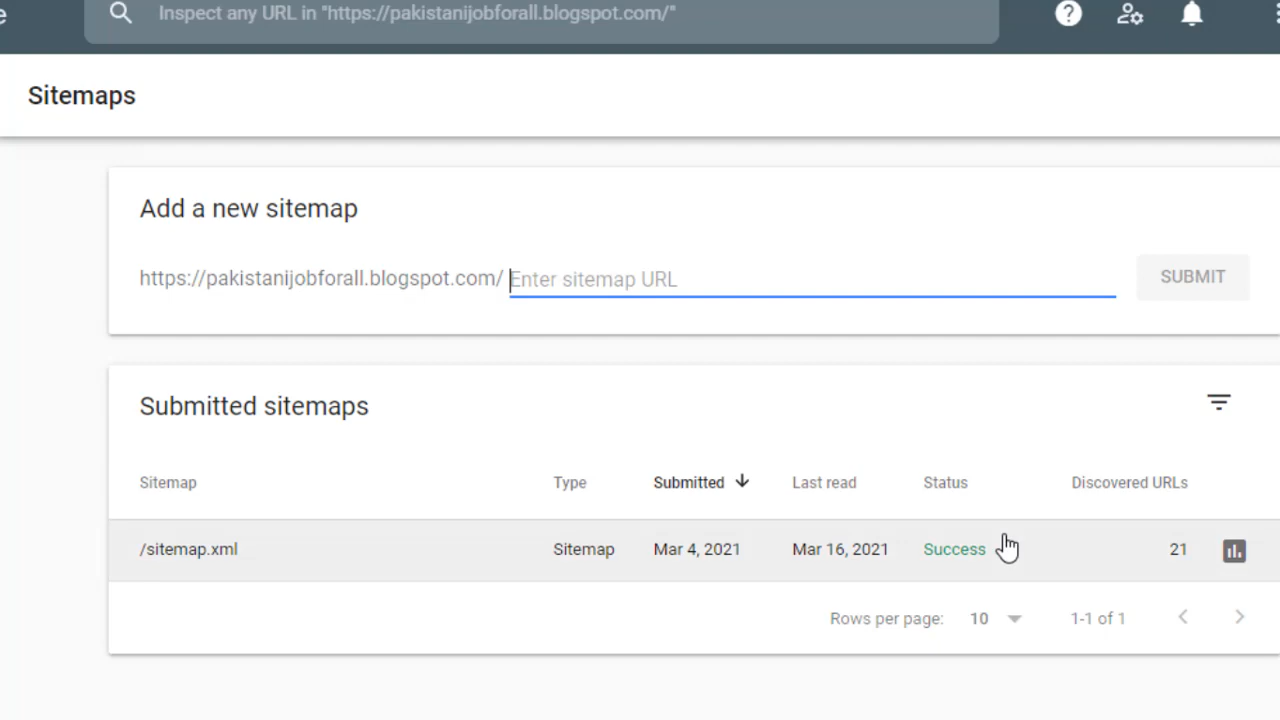 e
Inspect any URL in "https://pakistanijobforall.blogspot.com/"
Sitemaps
Add a new sitemap
https://pakistanijobforall.blogspot.com/ Enter sitemap URL SUBMIT
Submitted sitemaps
Sitemap Type Submitted Last read Status Discovered URLs
/sitemap.xml Sitemap Mar 4, 2021 Mar 16, 2021 Success 21
Rows per page: 10 1-1 of 1